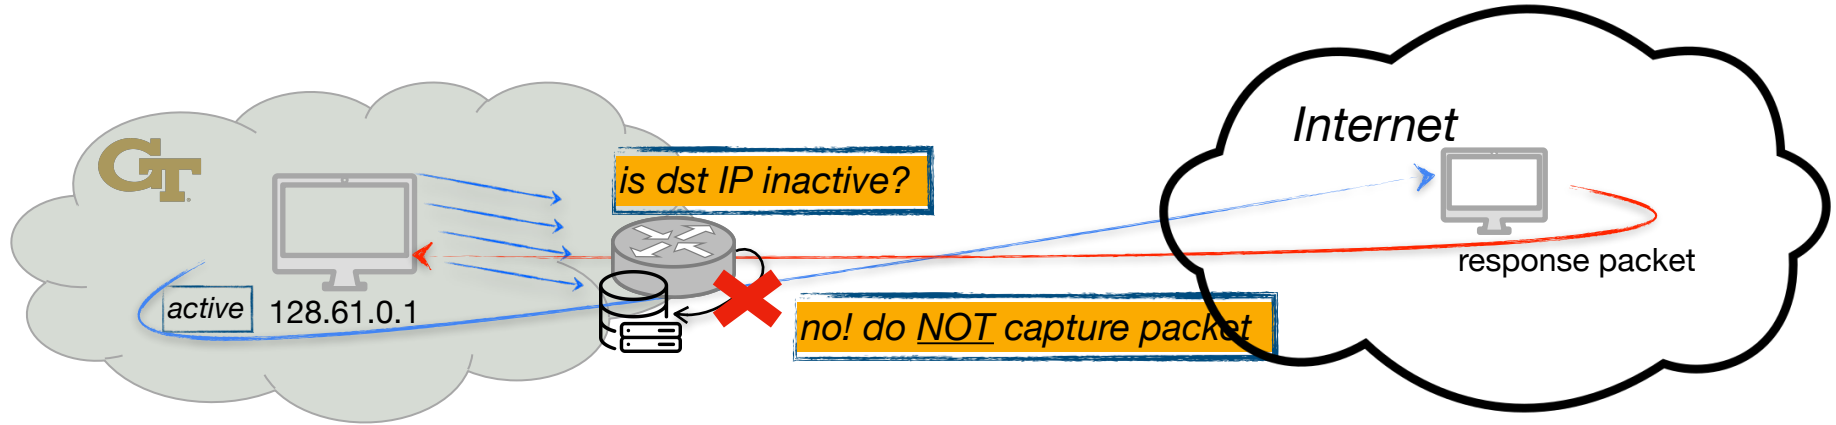 GT
is dst IP inactive?
Internet
response packet
active
128.61.0.1
no! do NOT capture packet